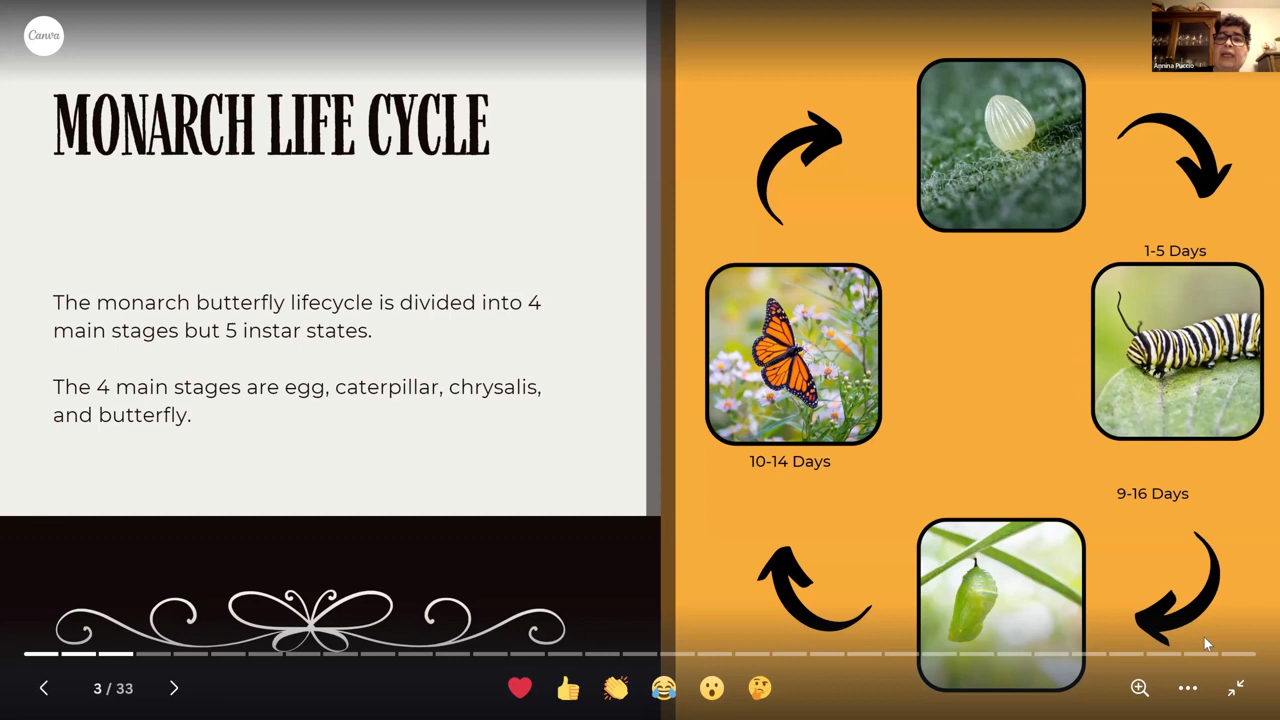 Canva
MONARCH LIFE CYCLE
The monarch butterfly lifecycle is divided into 4
main stages but 5 instar states.
The 4 main stages are egg, caterpillar, chrysalis,
and butterfly.
Annina Puccio
1-5 Days
10-14 Days
9-16 Days
3 / 33